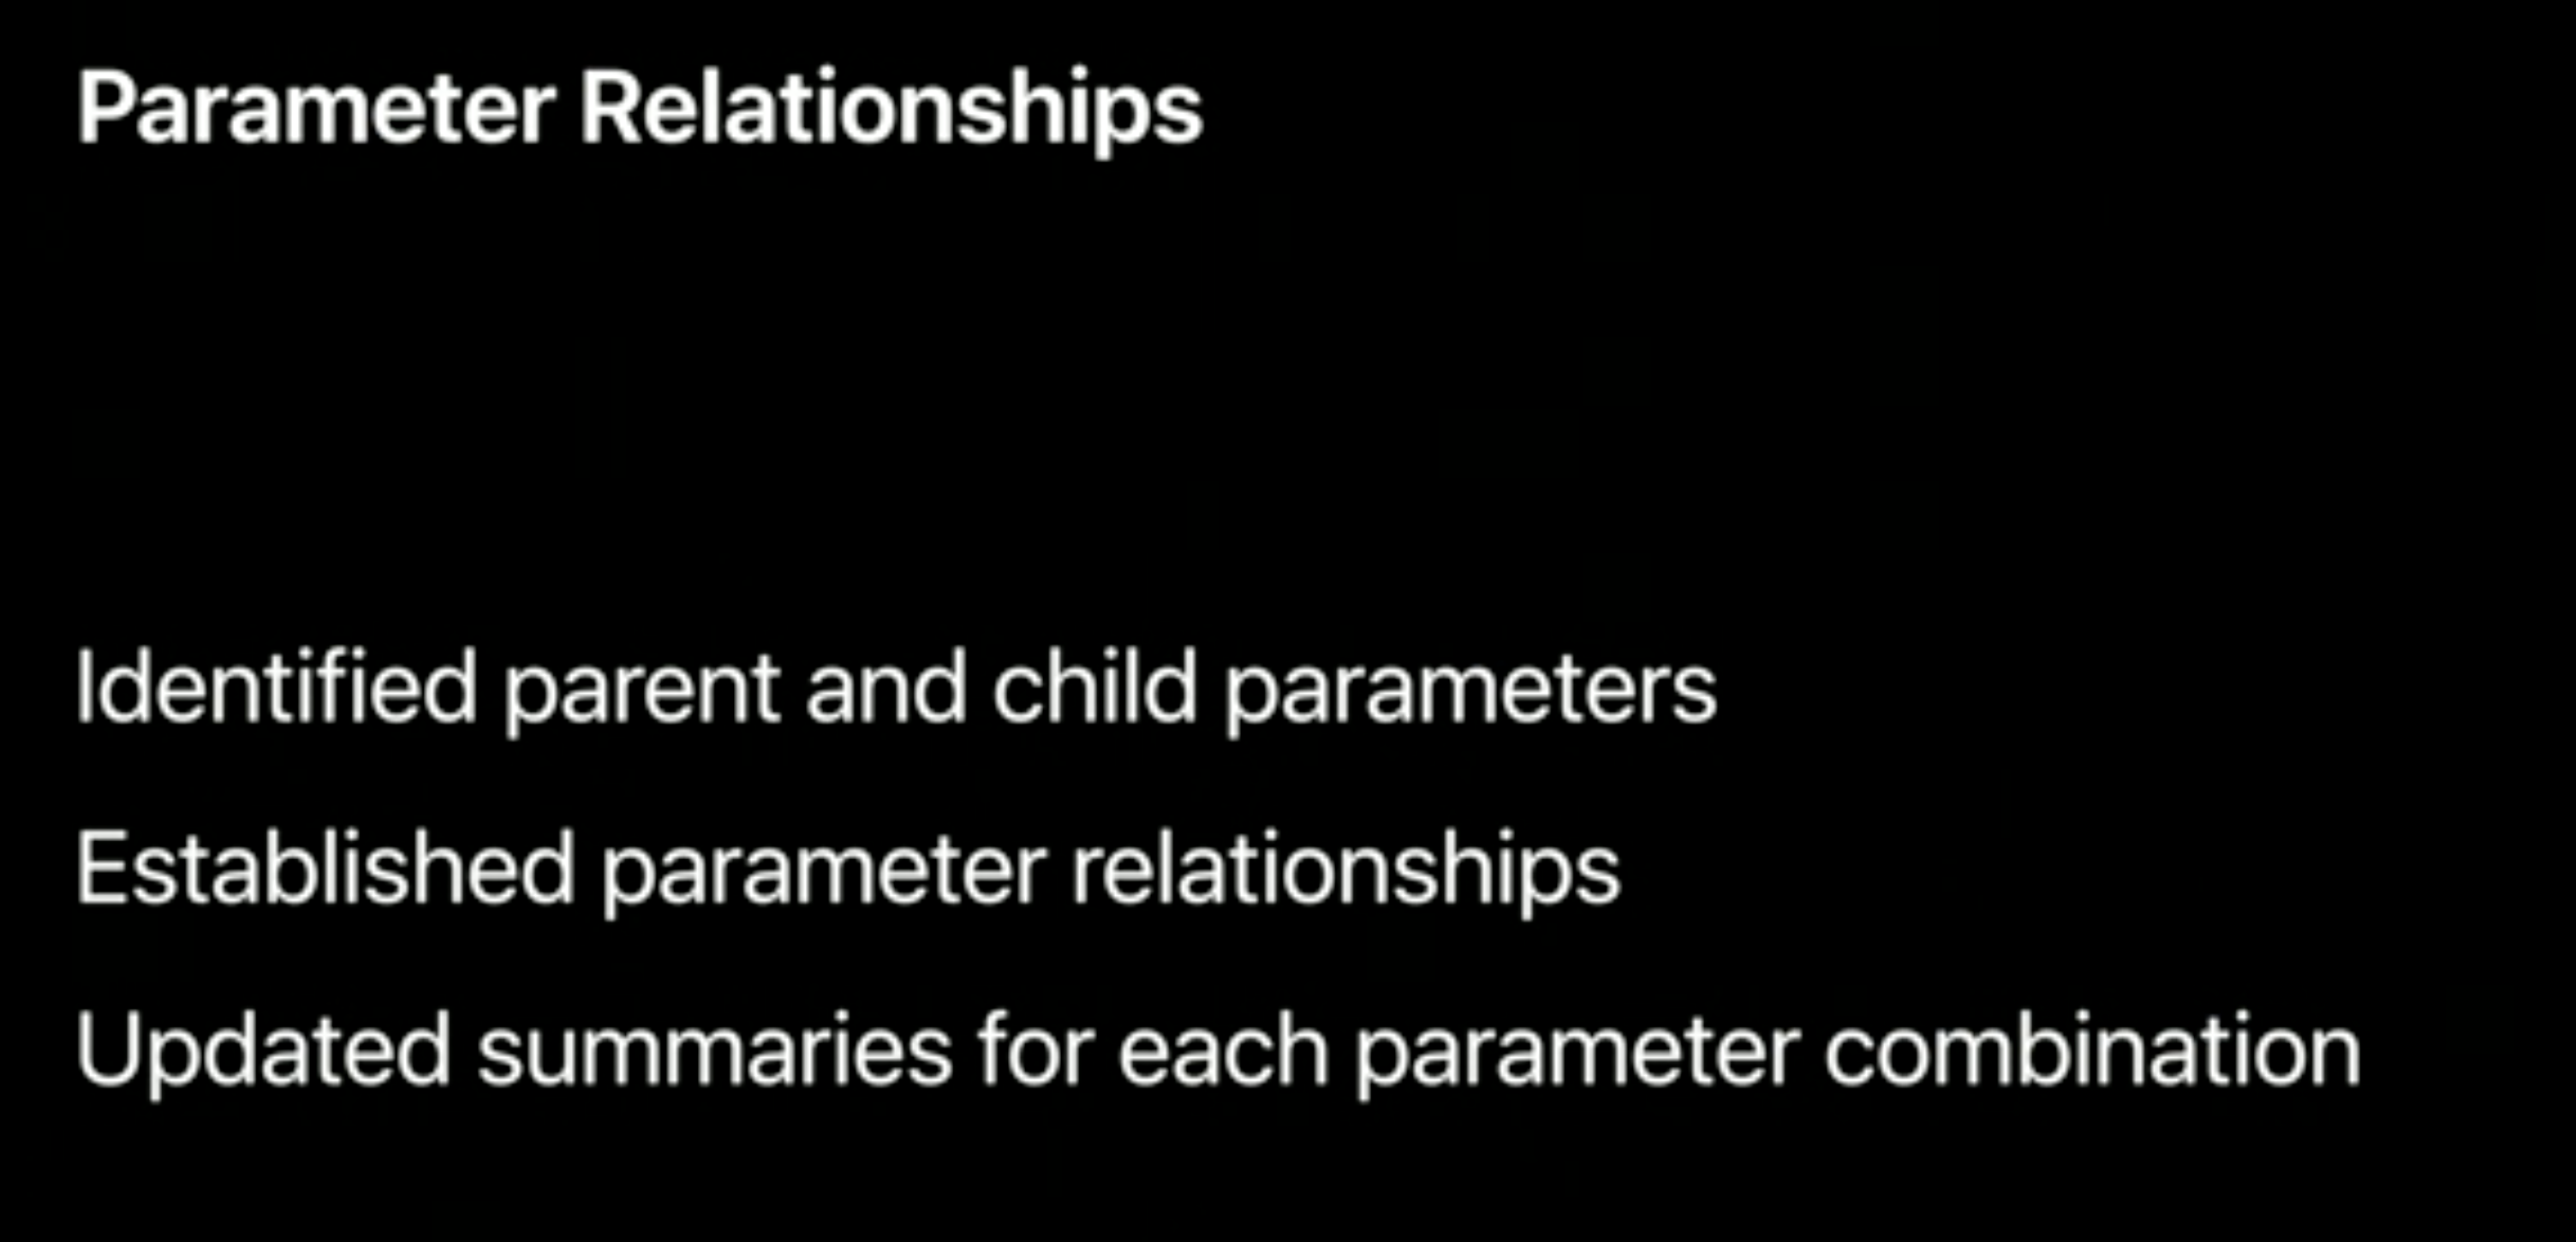 Parameter Relationships
Identified parent and child parameters
Established parameter relationships
Updated summaries for each parameter combination